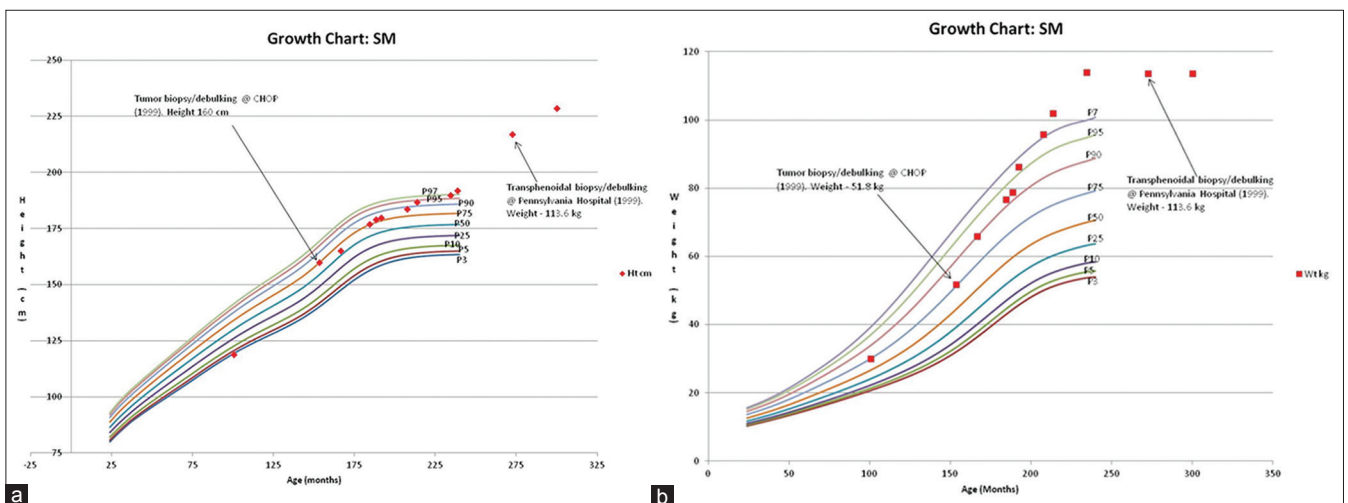 Growth Chart: SM
250
225
200
175
150
125
100
75
-25
25
75
125
175
225
275
325
Height (cm)
Age (months)
Tumor biopsy/debulking @ CHOP
(1999). Height 160 cm
Transphenoidal biopsy/debulking
@ Pennsylvania Hospital (1999).
Weight - 113.6 kg
P97
P95
P90
P75
P50
P25
P10
P5
P3
Ht cm
a
Growth Chart: SM
120
100
80
60
40
20
0
0
50
100
150
200
250
300
350
Weight (kg)
Age (Months)
Tumor biopsy/debulking @ CHOP
(1999). Weight - 51.8 kg
Transphenoidal biopsy/debulking
@ Pennsylvania Hospital (1999).
Weight - 113.6 kg
P7
P95
P90
P75
P50
P25
P10
P5
P3
Wt kg
b